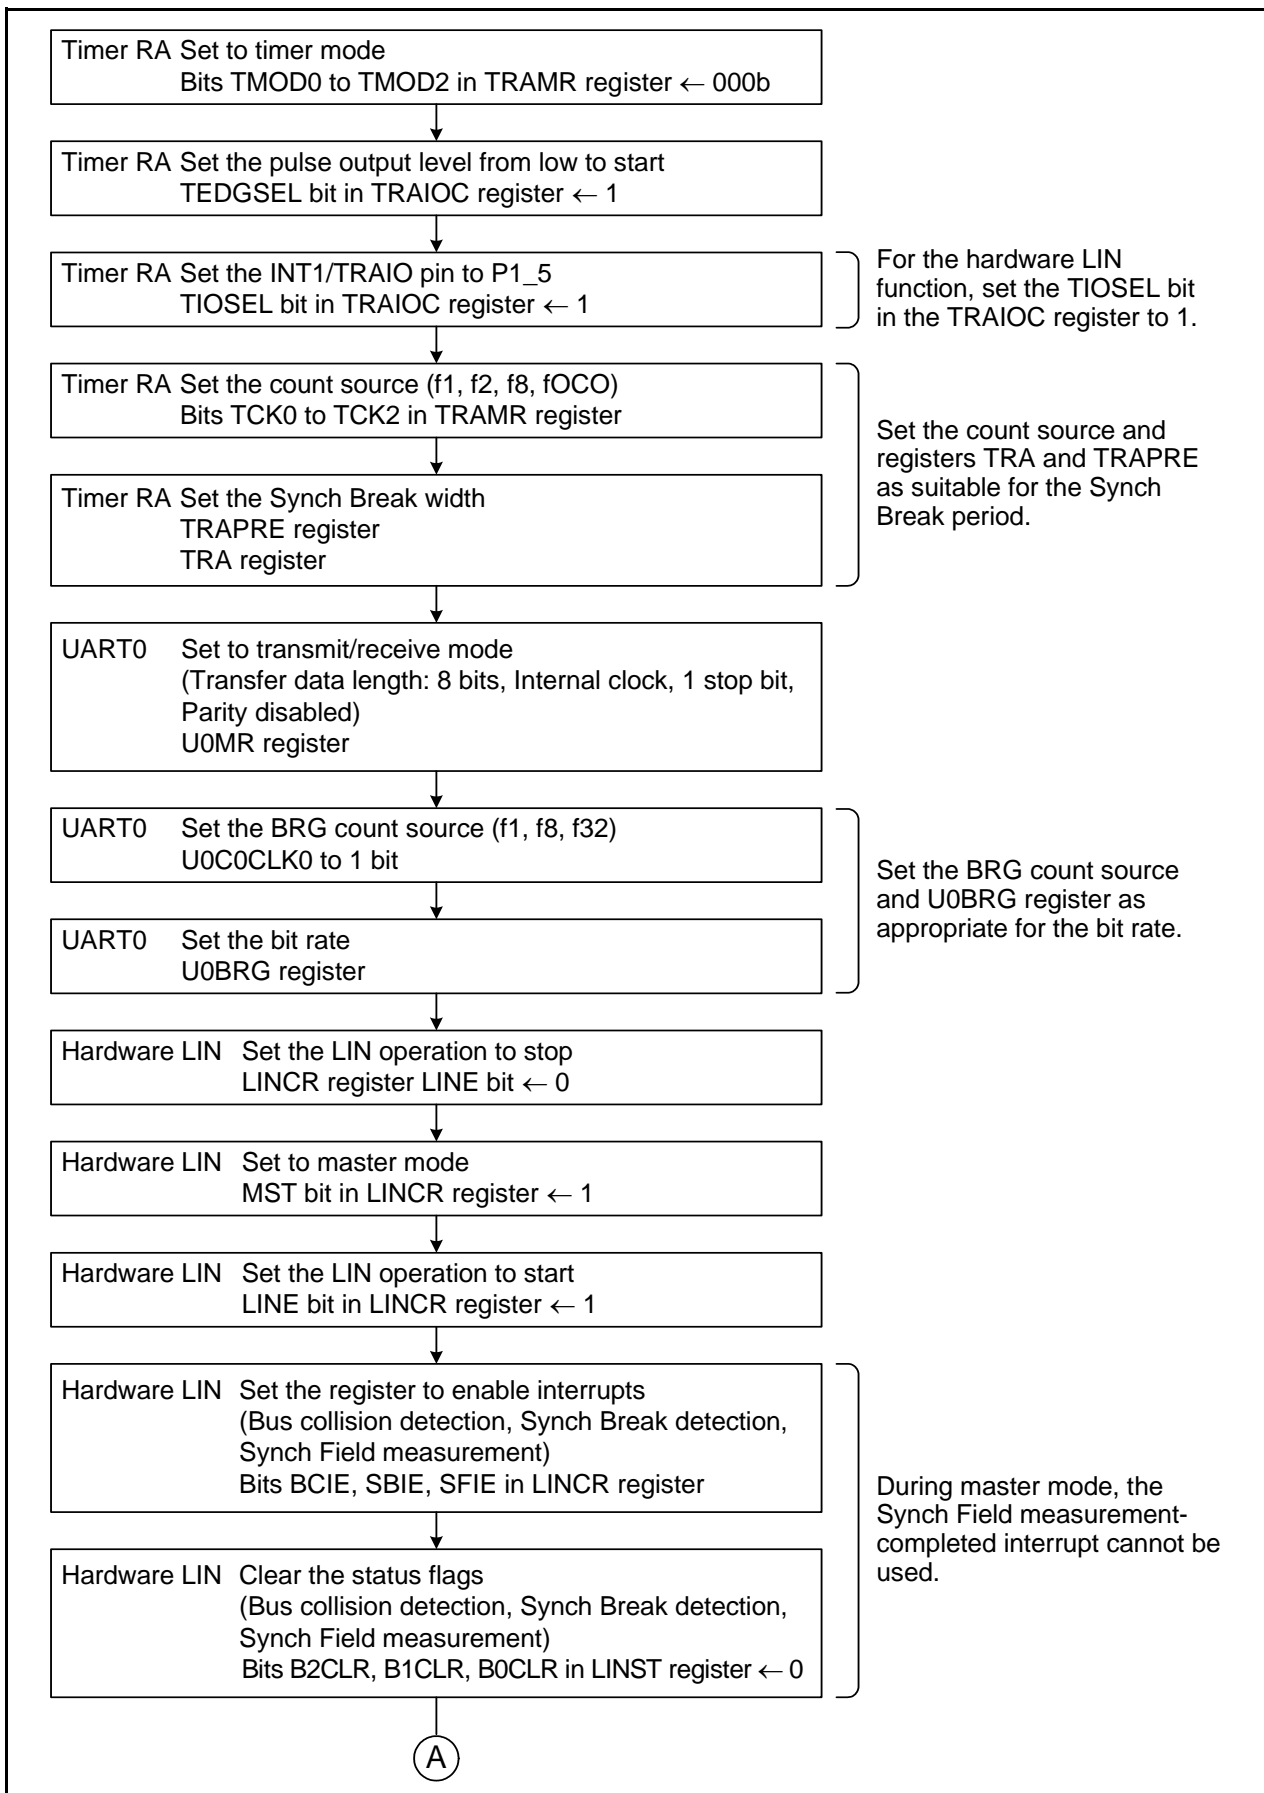 Timer RA Set to timer mode
Bits TMOD0 to TMOD2 in TRAMR register ← 000b
Timer RA Set the pulse output level from low to start
TEDGSEL bit in TRAIOC register ← 1
Timer RA Set the INT1/TRAIO pin to P1_5
TIOSEL bit in TRAIOC register ← 1
For the hardware LIN
function, set the TIOSEL bit
in the TRAIOC register to 1.
Timer RA Set the count source (f1, f2, f8, fOCO)
Bits TCK0 to TCK2 in TRAMR register
Timer RA Set the Synch Break width
TRAPRE register
TRA register
Set the count source and
registers TRA and TRAPRE
as suitable for the Synch
Break period.
UART0 Set to transmit/receive mode
(Transfer data length: 8 bits, Internal clock, 1 stop bit,
Parity disabled)
U0MR register
UART0 Set the BRG count source (f1, f8, f32)
U0C0CLK0 to 1 bit
UART0 Set the bit rate
U0BRG register
Set the BRG count source
and U0BRG register as
appropriate for the bit rate.
Hardware LIN Set the LIN operation to stop
LINCR register LINE bit ← 0
Hardware LIN Set to master mode
MST bit in LINCR register ← 1
Hardware LIN Set the LIN operation to start
LINE bit in LINCR register ← 1
Hardware LIN Set the register to enable interrupts
(Bus collision detection, Synch Break detection,
Synch Field measurement)
Bits BCIE, SBIE, SFIE in LINCR register
Hardware LIN Clear the status flags
(Bus collision detection, Synch Break detection,
Synch Field measurement)
Bits B2CLR, B1CLR, B0CLR in LINST register ← 0
During master mode, the
Synch Field measurement-
completed interrupt cannot be
used.
A